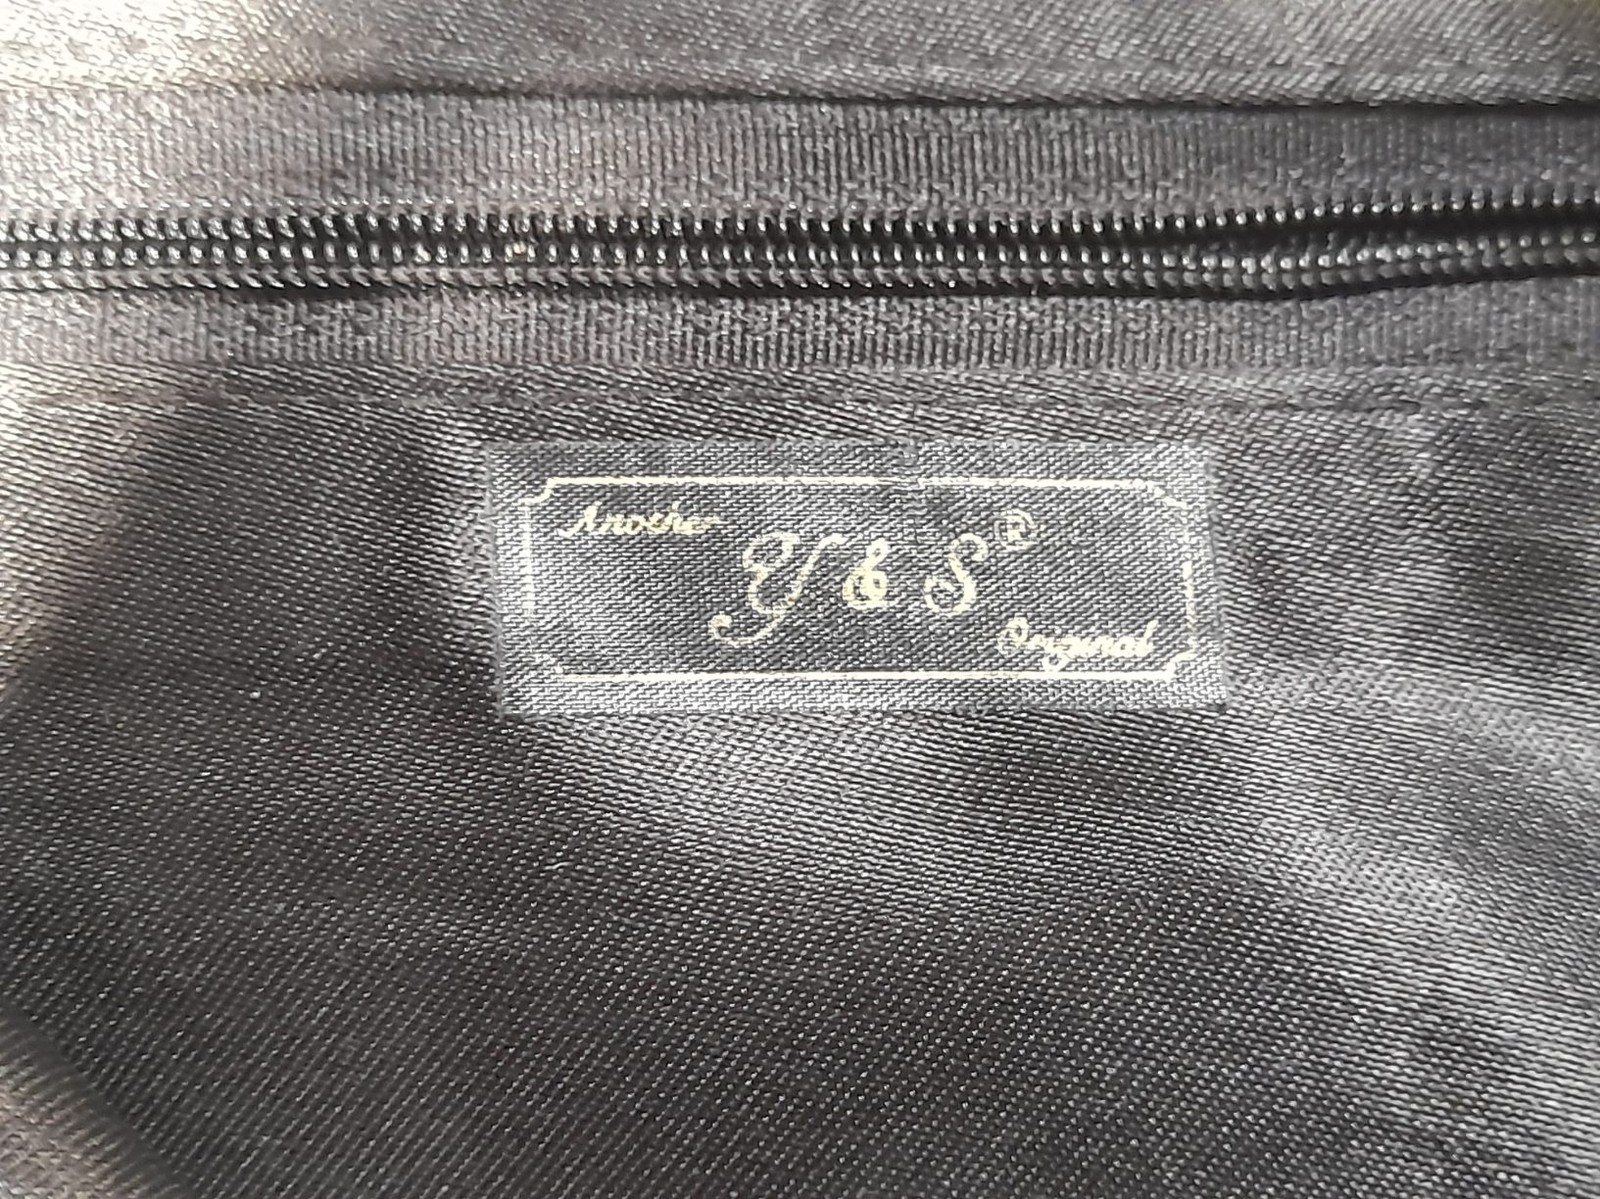 Another
Y & S®
Original